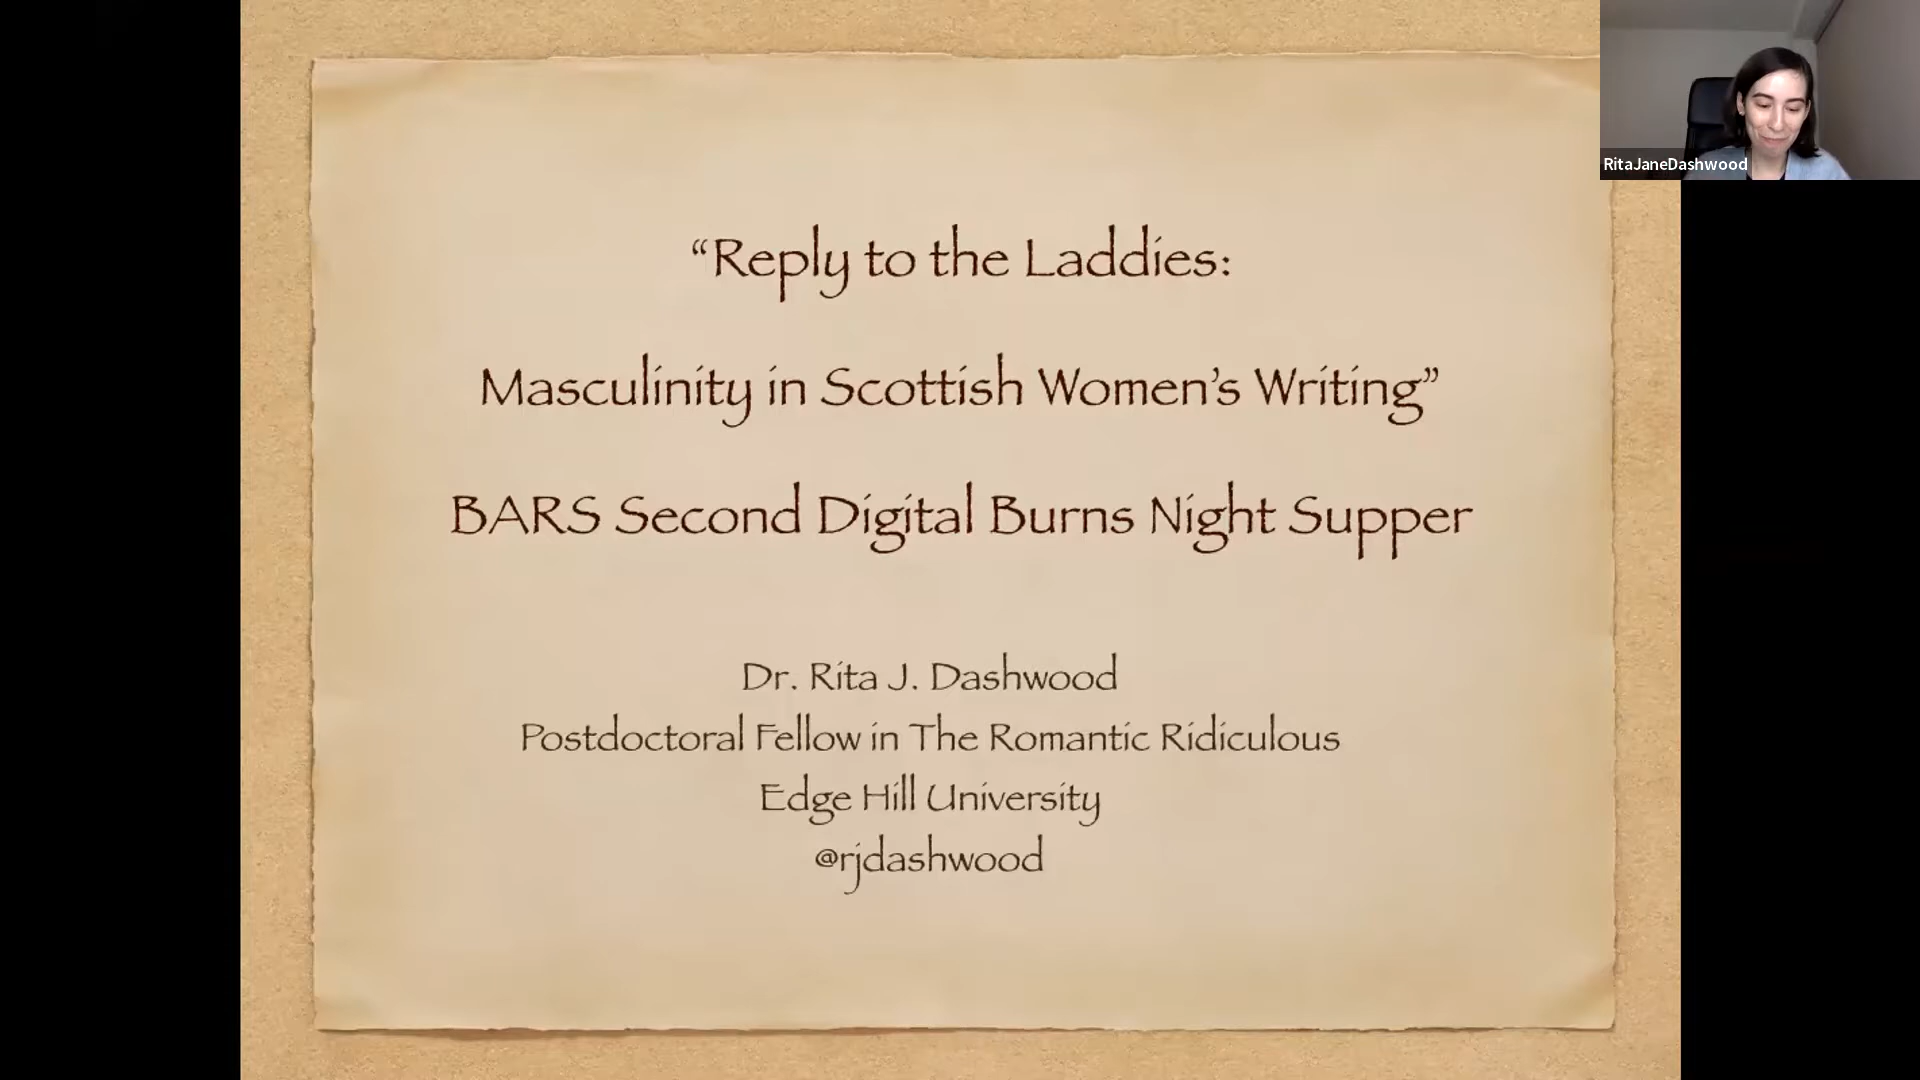 “Reply to the Laddies:
Masculinity in Scottish Women’s Writing”
BARS Second Digital Burns Night Supper
Dr. Rita J. Dashwood
Postdoctoral Fellow in The Romantic Ridiculous
Edge Hill University
@rjdashwood
RitaJaneDashwood